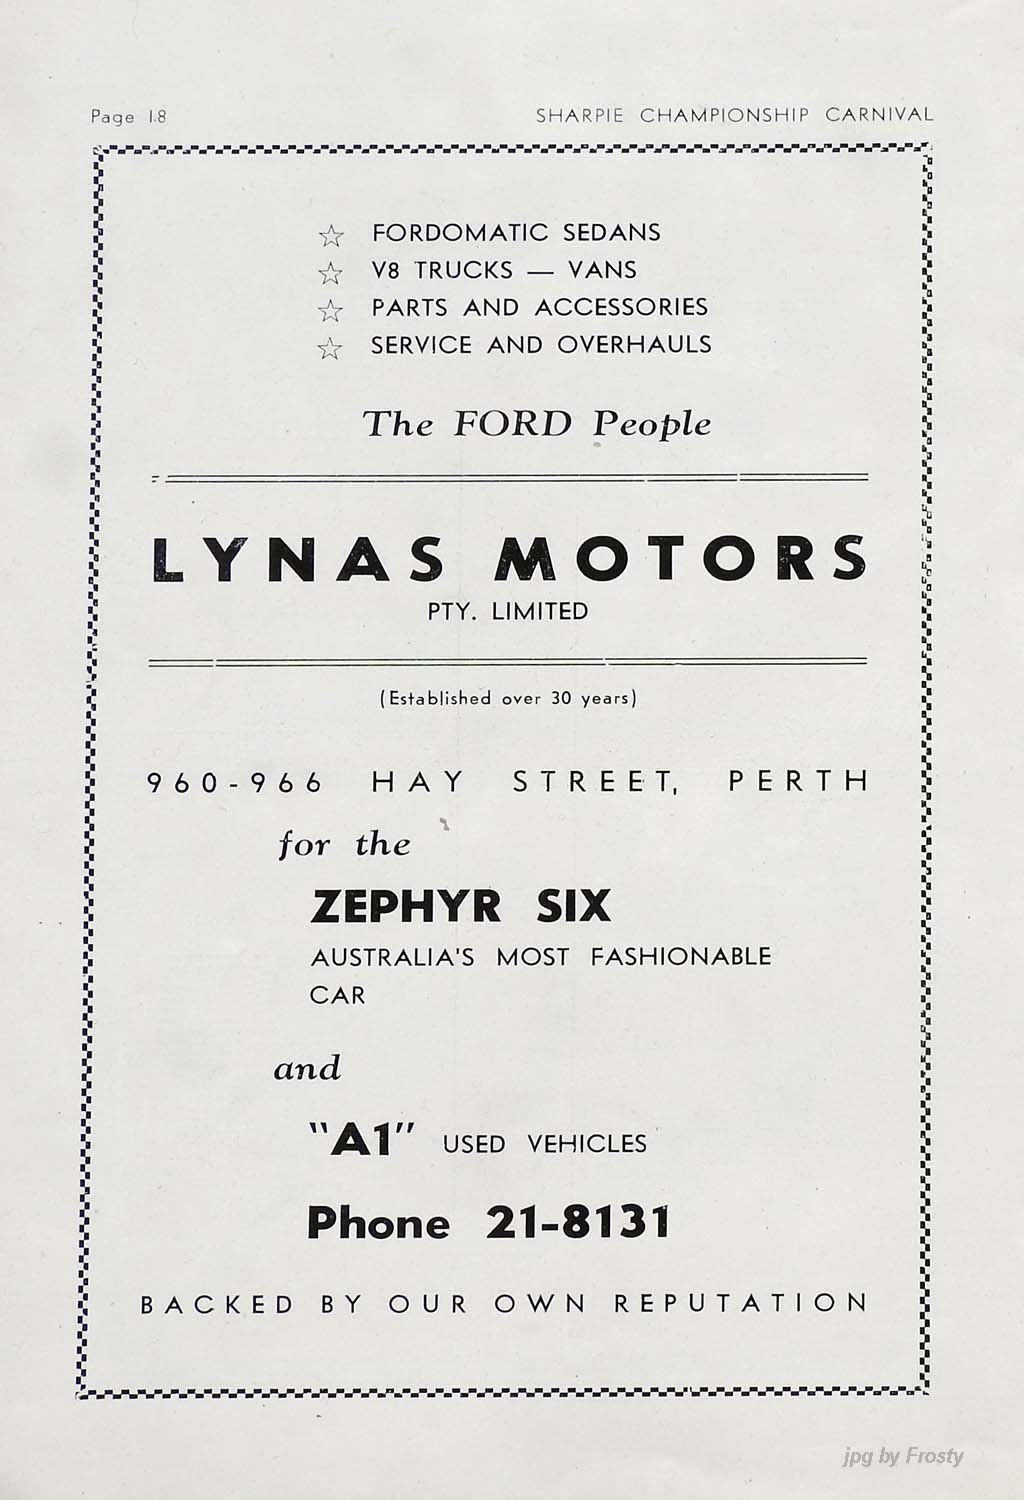 Page 18
SHARPIE CHAMPIONSHIP CARNIVAL
☆ FORDOMATIC SEDANS
☆ V8 TRUCKS — VANS
☆ PARTS AND ACCESSORIES
☆ SERVICE AND OVERHAULS
The FORD People
LYNAS MOTORS
PTY. LIMITED
(Established over 30 years)
960-966 HAY STREET, PERTH
for the
ZEPHYR SIX
AUSTRALIA'S MOST FASHIONABLE
CAR
and
"A1" USED VEHICLES
Phone 21-8131
BACKED BY OUR OWN REPUTATION
jpg by Frosty